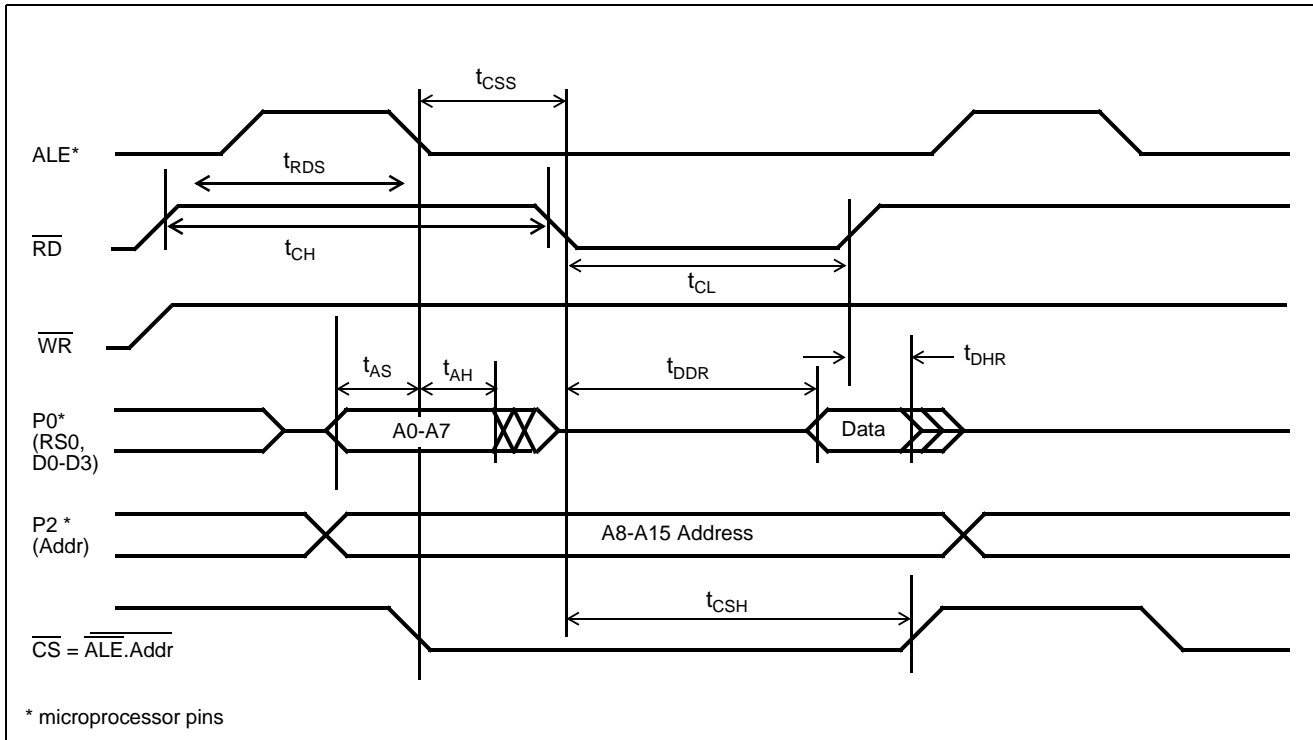 tCSS
ALE*
tRDS
RD
tCH
tCL
WR
tAS
tAH
tDDR
tDHR
P0*
(RS0,
D0-D3)
A0-A7
Data
P2 *
(Addr)
A8-A15 Address
tCSH
CS = ALE.Addr
* microprocessor pins